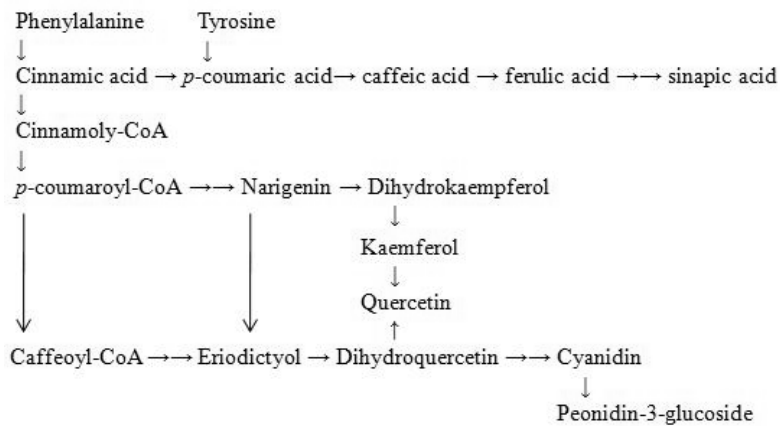 Phenylalanine Tyrosine
↓ ↓
Cinnamic acid → p-coumaric acid→ caffeic acid → ferulic acid →→ sinapic acid
↓
Cinnamoly-CoA
↓
p-coumaroyl-CoA →→ Narigenin → Dihydrokaempferol
↓
Kaemferol
↓
Quercetin
↑
Caffeoyl-CoA →→ Eriodictyol → Dihydroquercetin →→ Cyanidin
↓
Peonidin-3-glucoside